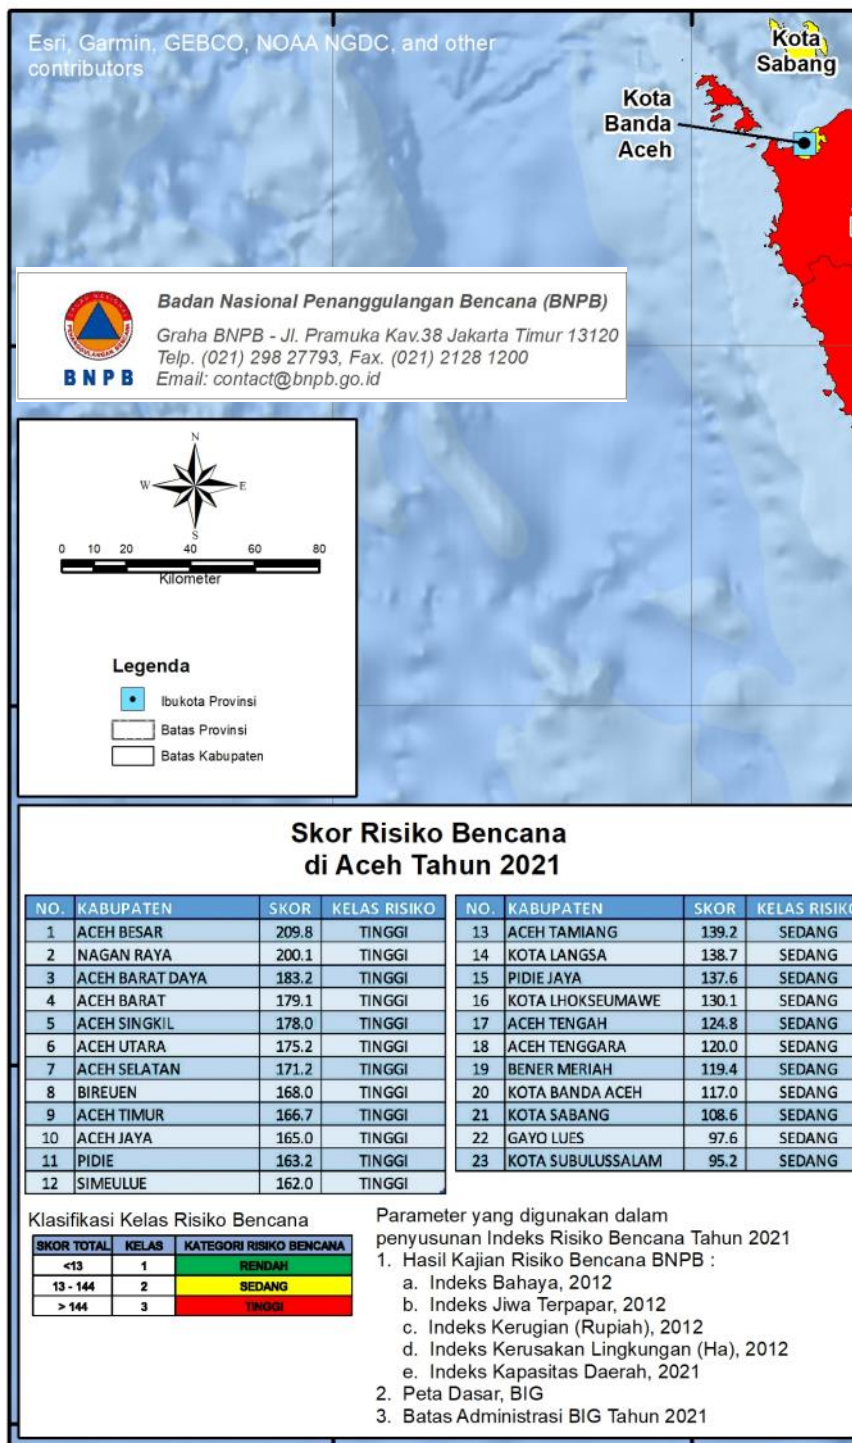 Esri, Garmin, GEBCO, NOAA NGDC, and other
contributors
Kota
Sabang
Kota
Banda
Aceh
BADAN NASIONAL
PENANGGULANGAN BENCANA
BNPB
Badan Nasional Penanggulangan Bencana (BNPB)
Graha BNPB - Jl. Pramuka Kav.38 Jakarta Timur 13120
Telp. (021) 298 27793, Fax. (021) 2128 1200
Email: contact@bnpb.go.id
N
W E
S
0 10 20 40 60 80
Kilometer
Legenda
Ibukota Provinsi
Batas Provinsi
Batas Kabupaten
Skor Risiko Bencana
di Aceh Tahun 2021
NO. KABUPATEN SKOR KELAS RISIKO
1 ACEH BESAR 209.8 TINGGI
2 NAGAN RAYA 200.1 TINGGI
3 ACEH BARAT DAYA 183.2 TINGGI
4 ACEH BARAT 179.1 TINGGI
5 ACEH SINGKIL 178.0 TINGGI
6 ACEH UTARA 175.2 TINGGI
7 ACEH SELATAN 171.2 TINGGI
8 BIREUEN 168.0 TINGGI
9 ACEH TIMUR 166.7 TINGGI
10 ACEH JAYA 165.0 TINGGI
11 PIDIE 163.2 TINGGI
12 SIMEULUE 162.0 TINGGI
NO. KABUPATEN SKOR KELAS RISIKO
13 ACEH TAMIANG 139.2 SEDANG
14 KOTA LANGSA 138.7 SEDANG
15 PIDIE JAYA 137.6 SEDANG
16 KOTA LHOKSEUMAWE 130.1 SEDANG
17 ACEH TENGAH 124.8 SEDANG
18 ACEH TENGGARA 120.0 SEDANG
19 BENER MERIAH 119.4 SEDANG
20 KOTA BANDA ACEH 117.0 SEDANG
21 KOTA SABANG 108.6 SEDANG
22 GAYO LUES 97.6 SEDANG
23 KOTA SUBULUSSALAM 95.2 SEDANG
Klasifikasi Kelas Risiko Bencana
SKOR TOTAL KELAS KATEGORI RISIKO BENCANA
<13 1 RENDAH
13 - 144 2 SEDANG
> 144 3 TINGGI
Parameter yang digunakan dalam
penyusunan Indeks Risiko Bencana Tahun 2021
1. Hasil Kajian Risiko Bencana BNPB :
a. Indeks Bahaya, 2012
b. Indeks Jiwa Terpapar, 2012
c. Indeks Kerugian (Rupiah), 2012
d. Indeks Kerusakan Lingkungan (Ha), 2012
e. Indeks Kapasitas Daerah, 2021
2. Peta Dasar, BIG
3. Batas Administrasi BIG Tahun 2021